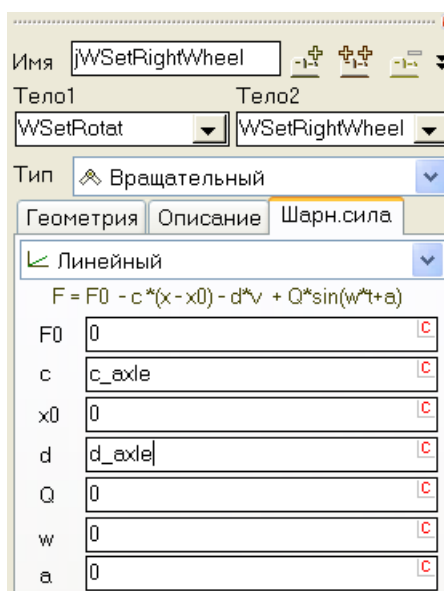 Имя jWSetRightWheel
Тело1 Тело2
WSetRotat WSetRightWheel
Тип Вращательный
Геометрия Описание Шарн.сила
Линейный
F = F0 - c*(x-x0) - d*v + Q*sin(w*t+a)
F0 0 C
c c_axle C
x0 0 C
d d_axle C
Q 0 C
w 0 C
a 0 C